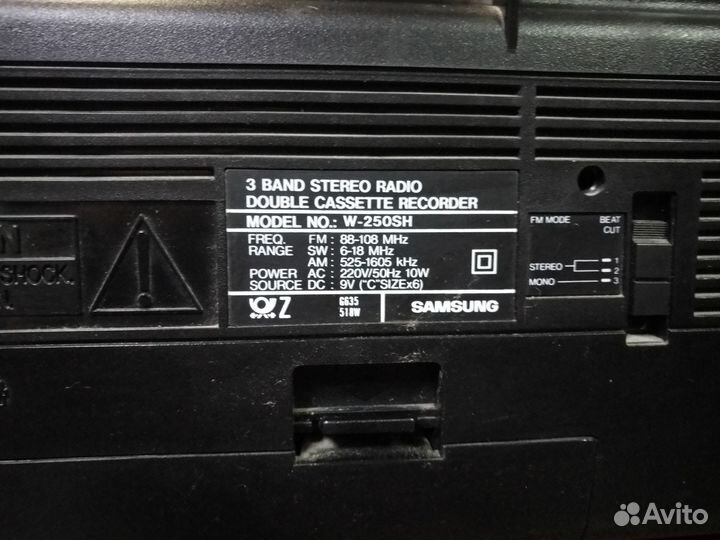 3 BAND STEREO RADIO
DOUBLE CASSETTE RECORDER
MODEL NO.: W-250SH
FREQ. FM : 88-108 MHz
RANGE SW : 6-18 MHz
AM : 525-1605 kHz
POWER AC : 220V/50Hz 10W
SOURCE DC : 9V ("C"SIZEx6)
Z G635
518W
SAMSUNG
SHOCK.
FM MODE BEAT
CUT
STEREO 1
2
MONO 3
Avito